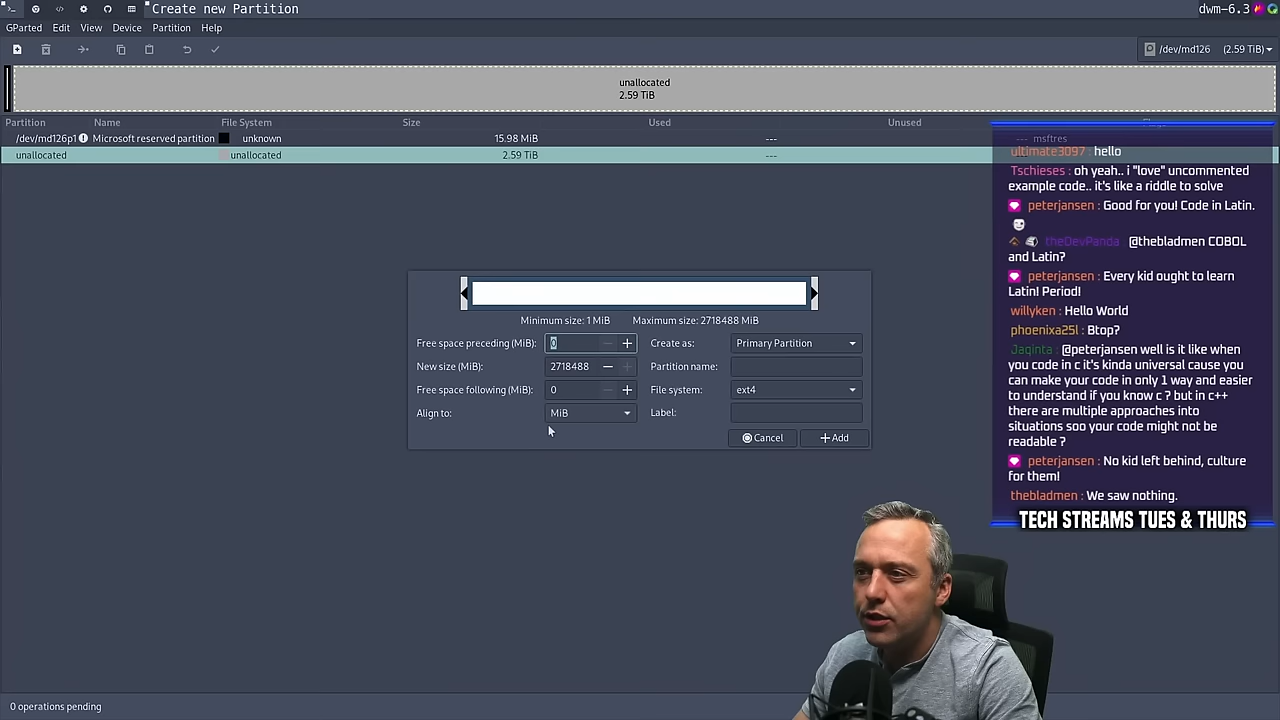 Create new Partition
dwm-6.3
GParted Edit View Device Partition Help
/dev/md126 (2.59 TiB)
unallocated
2.59 TiB
Partition Name File System Size Used Unused
/dev/md126p1 Microsoft reserved partition unknown 15.98 MiB --- --- msftres
unallocated unallocated 2.59 TiB ---
Minimum size: 1 MiB Maximum size: 2718488 MiB
Free space preceding (MiB): 0 Create as: Primary Partition
New size (MiB): 2718488 Partition name:
Free space following (MiB): 0 File system: ext4
Align to: MiB Label:
Cancel Add
ultimate3097 : hello
Tschieses : oh yeah.. i "love" uncommented
example code.. it's like a riddle to solve
peterjansen : Good for you! Code in Latin.
theDevPanda : @thebladmen COBOL
and Latin?
peterjansen : Every kid ought to learn
Latin! Period!
willyken : Hello World
phoenixa25l : Btop?
Jaqinta : @peterjansen well is it like when
you code in c it's kinda universal cause you
can make your code in only 1 way and easier
to understand if you know c ? but in c++
there are multiple approaches into
situations soo your code might not be
readable ?
peterjansen : No kid left behind, culture
for them!
thebladmen : We saw nothing.
TECH STREAMS TUES & THURS
0 operations pending